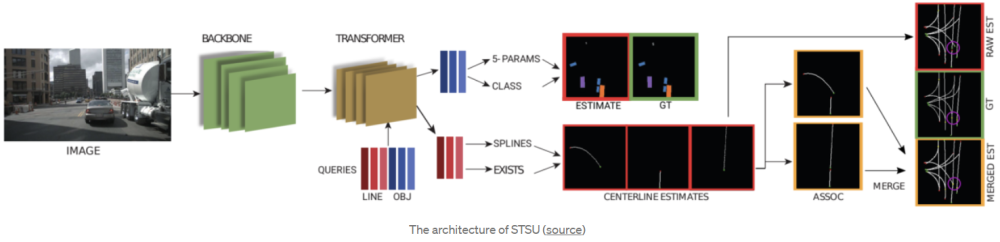 BACKBONE
TRANSFORMER
5- PARAMS
CLASS
ESTIMATE
GT
IMAGE
QUERIES
LINE
OBJ
SPLINES
EXISTS
CENTERLINE ESTIMATES
ASSOC
MERGE
RAW EST
GT
MERGED EST
The architecture of STSU (source)